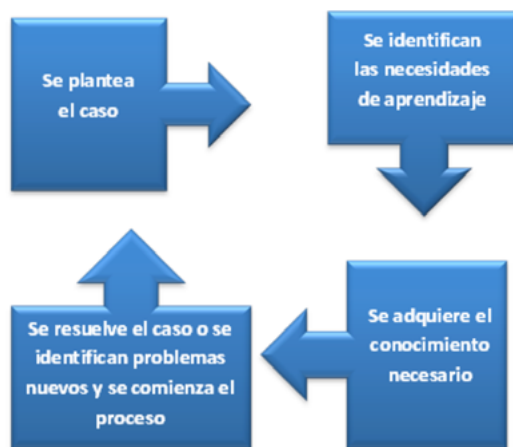 Se plantea
el caso
Se identifican
las necesidades
de aprendizaje
Se adquiere el
conocimiento
necesario
Se resuelve el caso o se
identifican problemas
nuevos y se comienza el
proceso